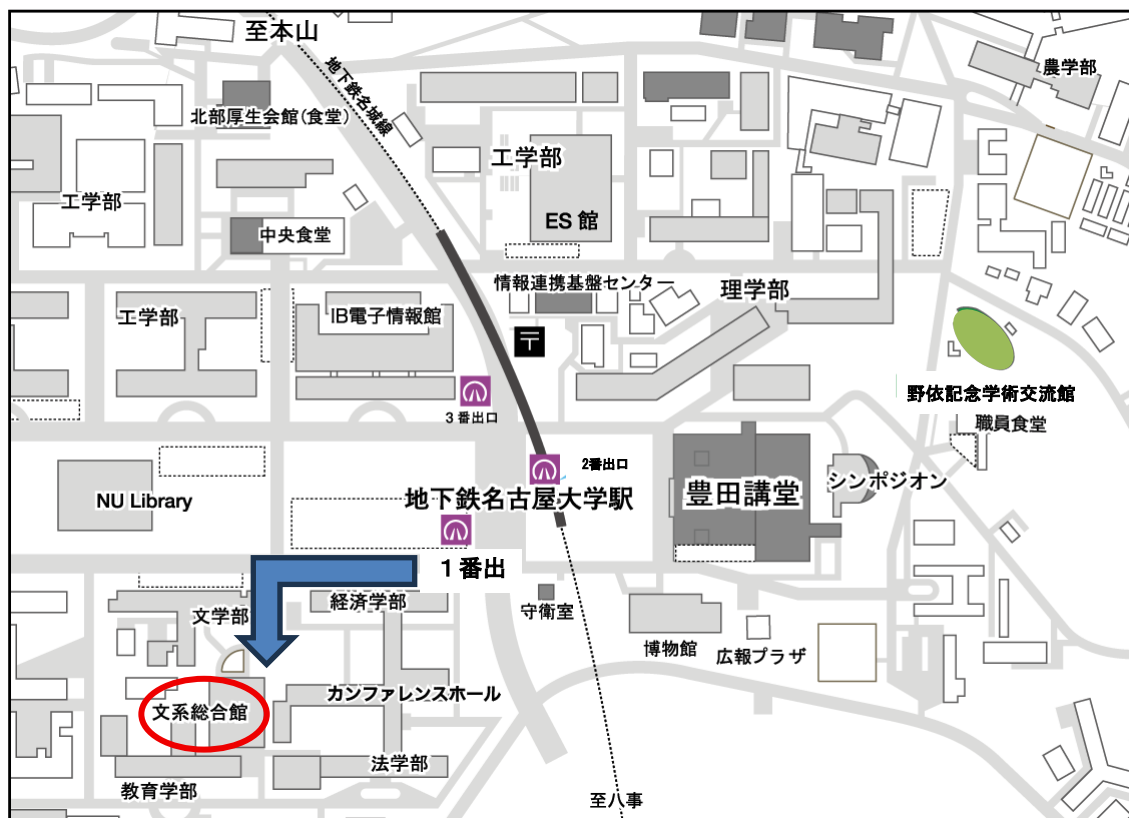 至本山
地下鉄名城線
農学部
北部厚生会館(食堂)
工学部
工学部
ES 館
中央食堂
情報連携基盤センター
理学部
工学部
IB電子情報館
〒
野依記念学術交流館
3 番出口
職員食堂
2番出口
NU Library
地下鉄名古屋大学駅
豊田講堂
シンポジオン
1 番出
経済学部
文学部
守衛室
博物館
広報プラザ
カンファレンスホール
文系総合館
法学部
教育学部
至八事